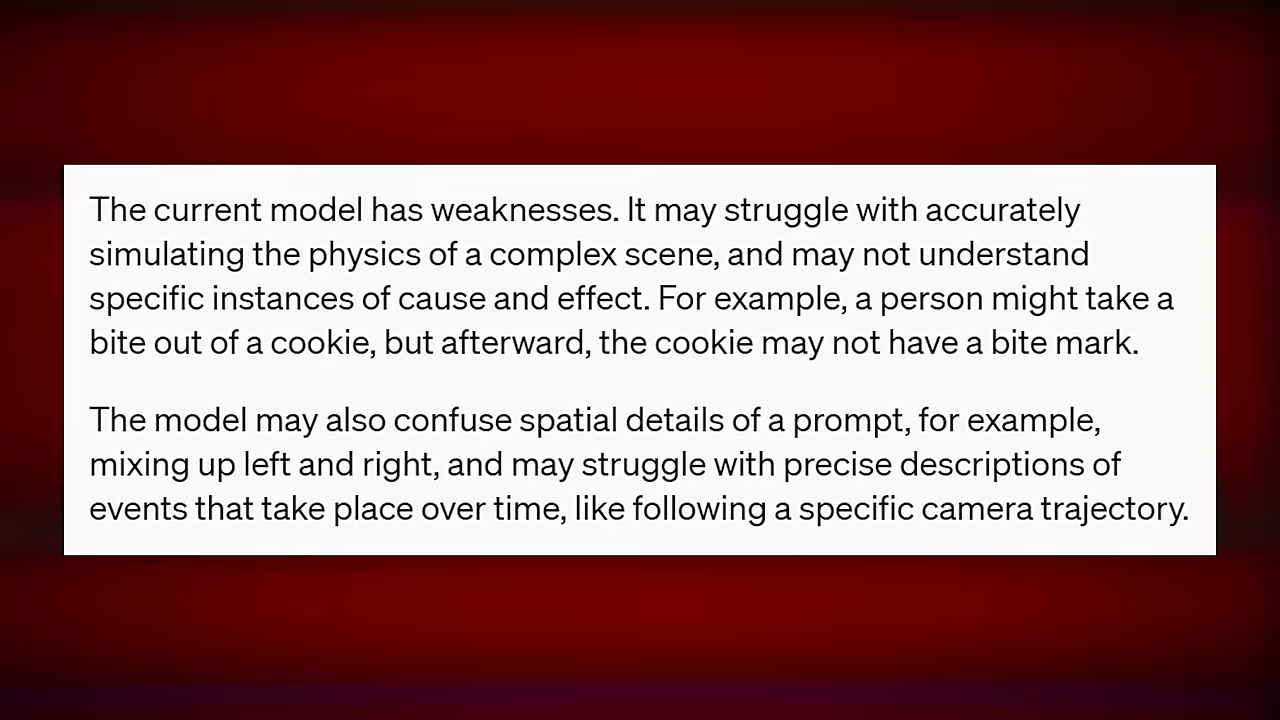 The current model has weaknesses. It may struggle with accurately
simulating the physics of a complex scene, and may not understand
specific instances of cause and effect. For example, a person might take a
bite out of a cookie, but afterward, the cookie may not have a bite mark.
The model may also confuse spatial details of a prompt, for example,
mixing up left and right, and may struggle with precise descriptions of
events that take place over time, like following a specific camera trajectory.